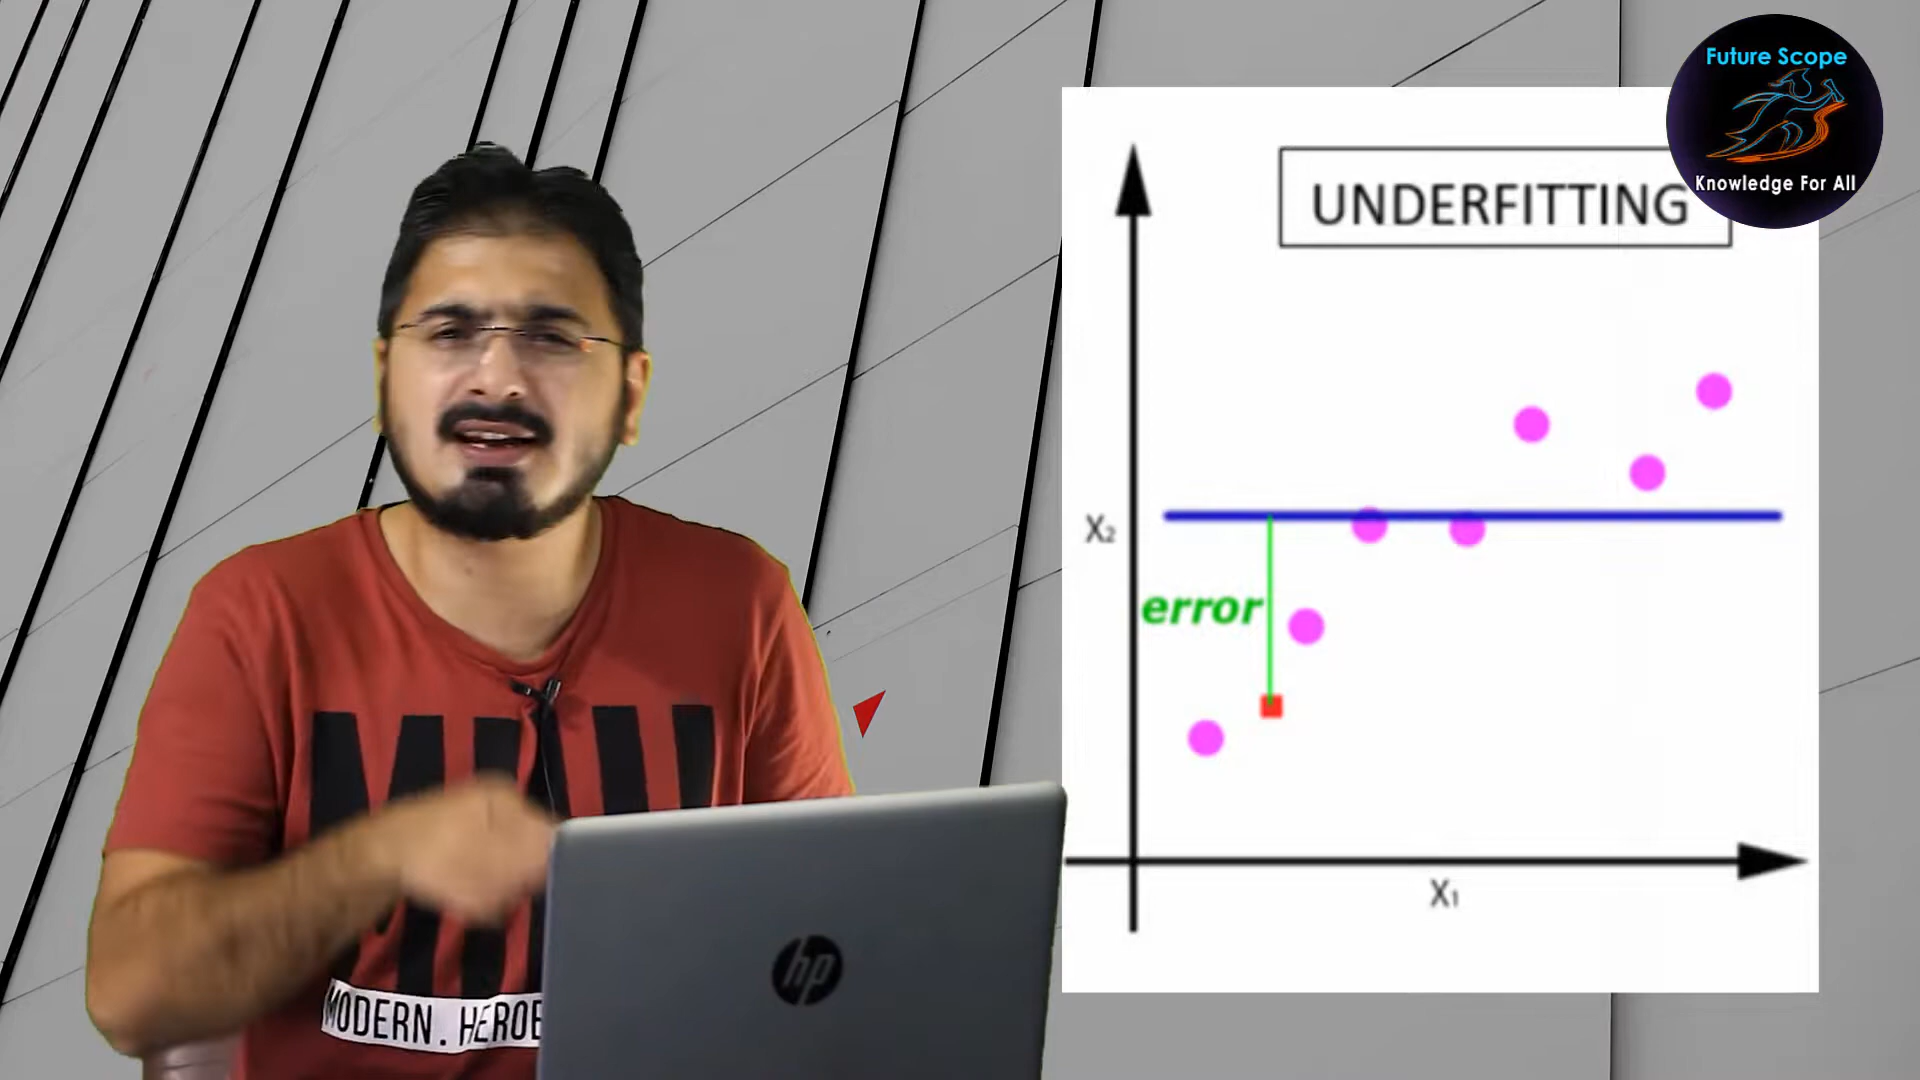 Future Scope
Knowledge For All
UNDERFITTING
X₂
error
X₁
MODERN. HEROE
hp